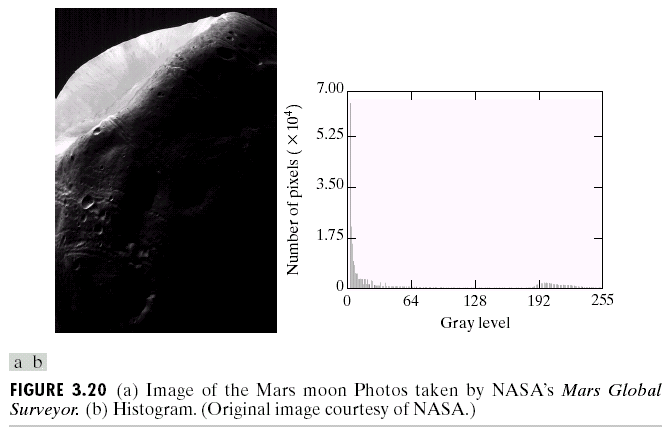 7.00
5.25
3.50
1.75
0
Number of pixels ( ×10⁴)
0 64 128 192 255
Gray level
a b
FIGURE 3.20 (a) Image of the Mars moon Photos taken by NASA's Mars Global
Surveyor. (b) Histogram. (Original image courtesy of NASA.)